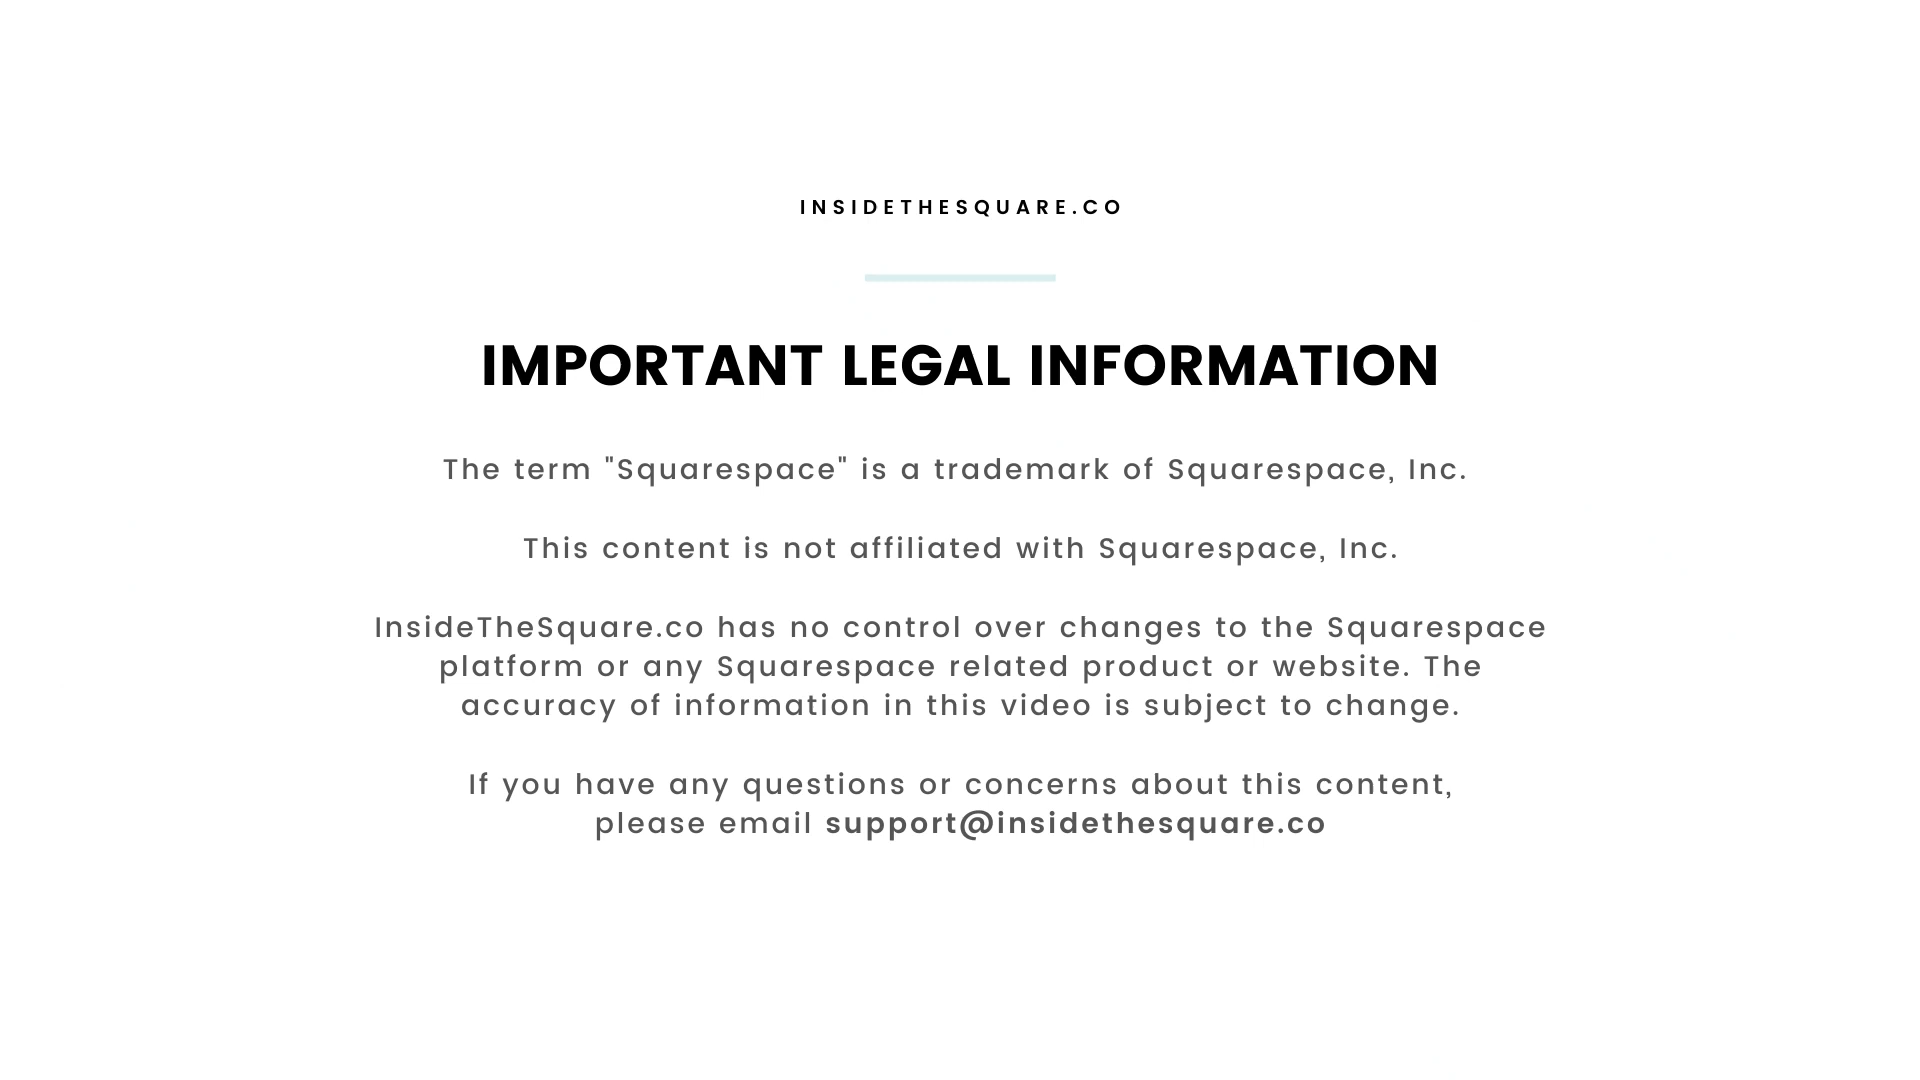 INSIDETHESQUARE.CO
IMPORTANT LEGAL INFORMATION
The term "Squarespace" is a trademark of Squarespace, Inc.
This content is not affiliated with Squarespace, Inc.
InsideTheSquare.co has no control over changes to the Squarespace
platform or any Squarespace related product or website. The
accuracy of information in this video is subject to change.
If you have any questions or concerns about this content,
please email support@insidethesquare.co